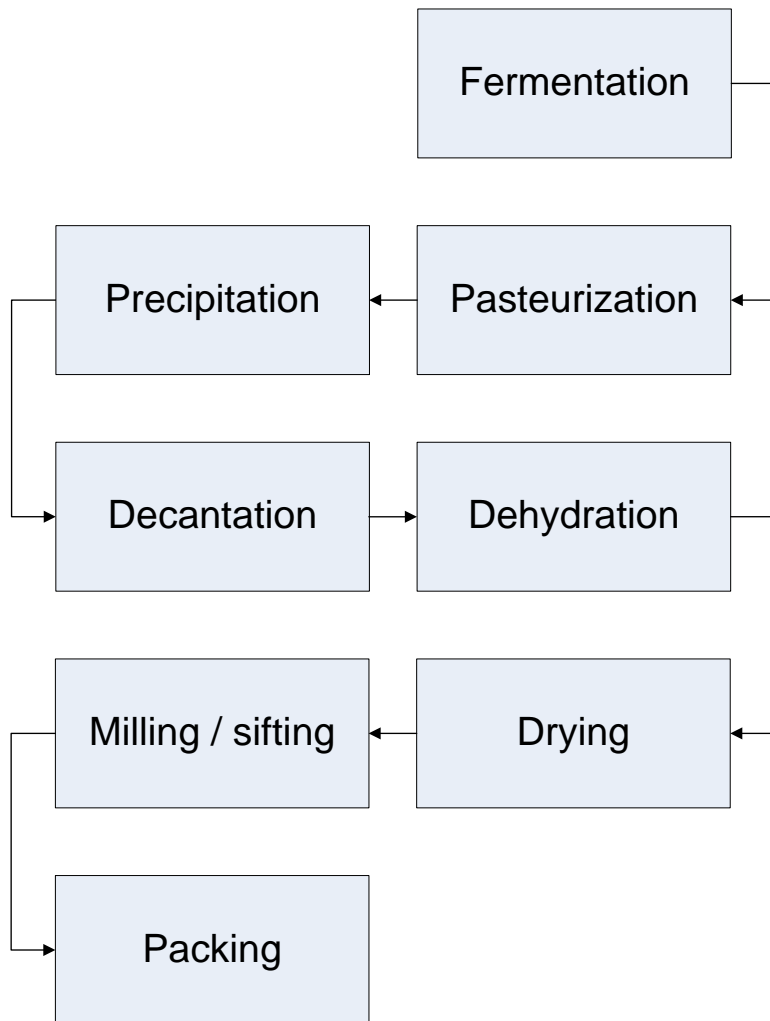 Fermentation
Precipitation
Pasteurization
Decantation
Dehydration
Milling / sifting
Drying
Packing